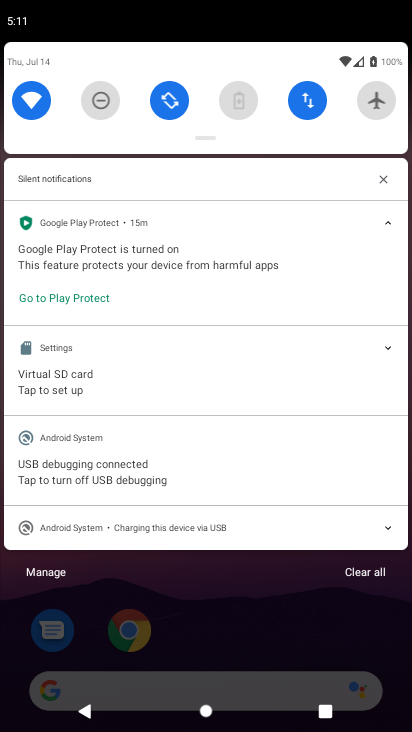 5:11
Thu, Jul 14
100%
Silent notifications
Google Play Protect • 15m
Google Play Protect is turned on
This feature protects your device from harmful apps
Go to Play Protect
Settings
Virtual SD card
Tap to set up
Android System
USB debugging connected
Tap to turn off USB debugging
Android System • Charging this device via USB
Manage
Clear all